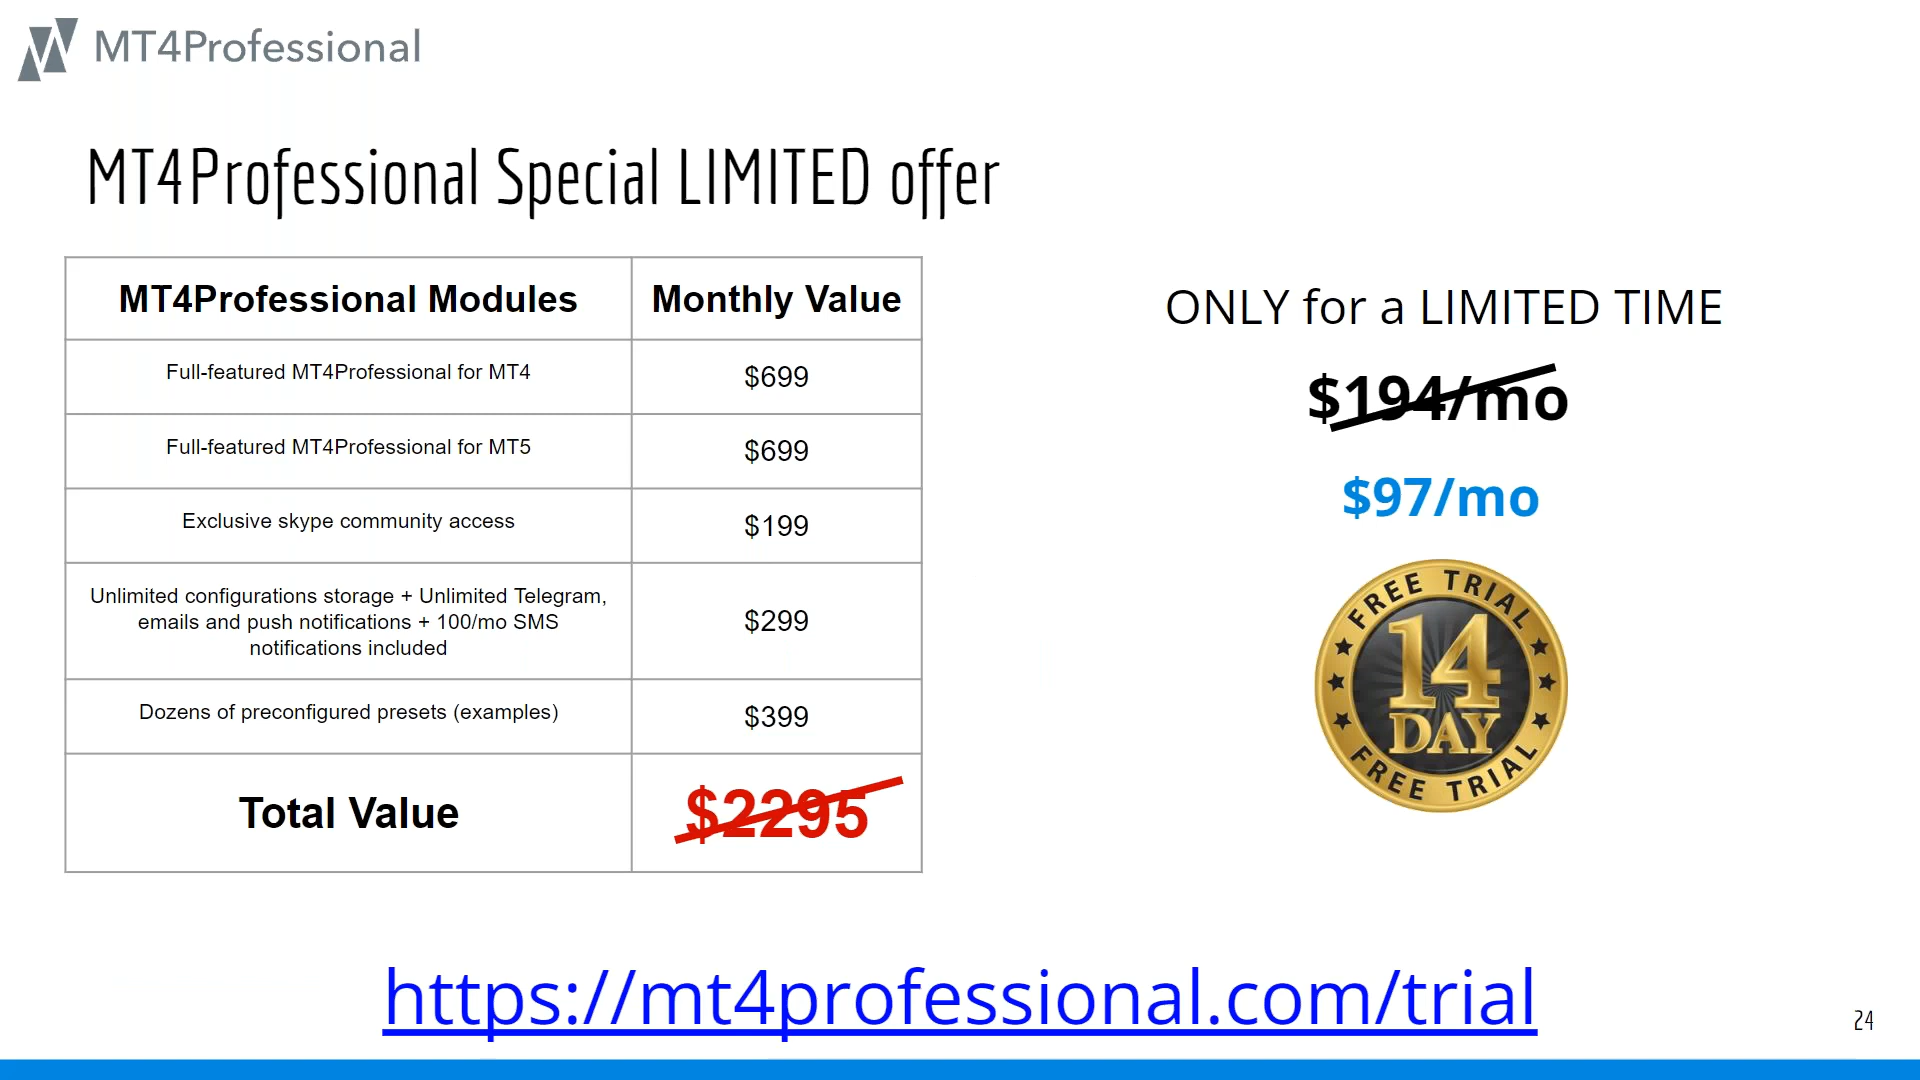 MT4Professional
MT4Professional Special LIMITED offer
MT4Professional Modules
Monthly Value
Full-featured MT4Professional for MT4
$699
Full-featured MT4Professional for MT5
$699
Exclusive skype community access
$199
Unlimited configurations storage + Unlimited Telegram,
emails and push notifications + 100/mo SMS
notifications included
$299
Dozens of preconfigured presets (examples)
$399
Total Value
$2295
ONLY for a LIMITED TIME
$194/mo
$97/mo
FREE TRIAL
14
DAY
FREE TRIAL
https://mt4professional.com/trial
24